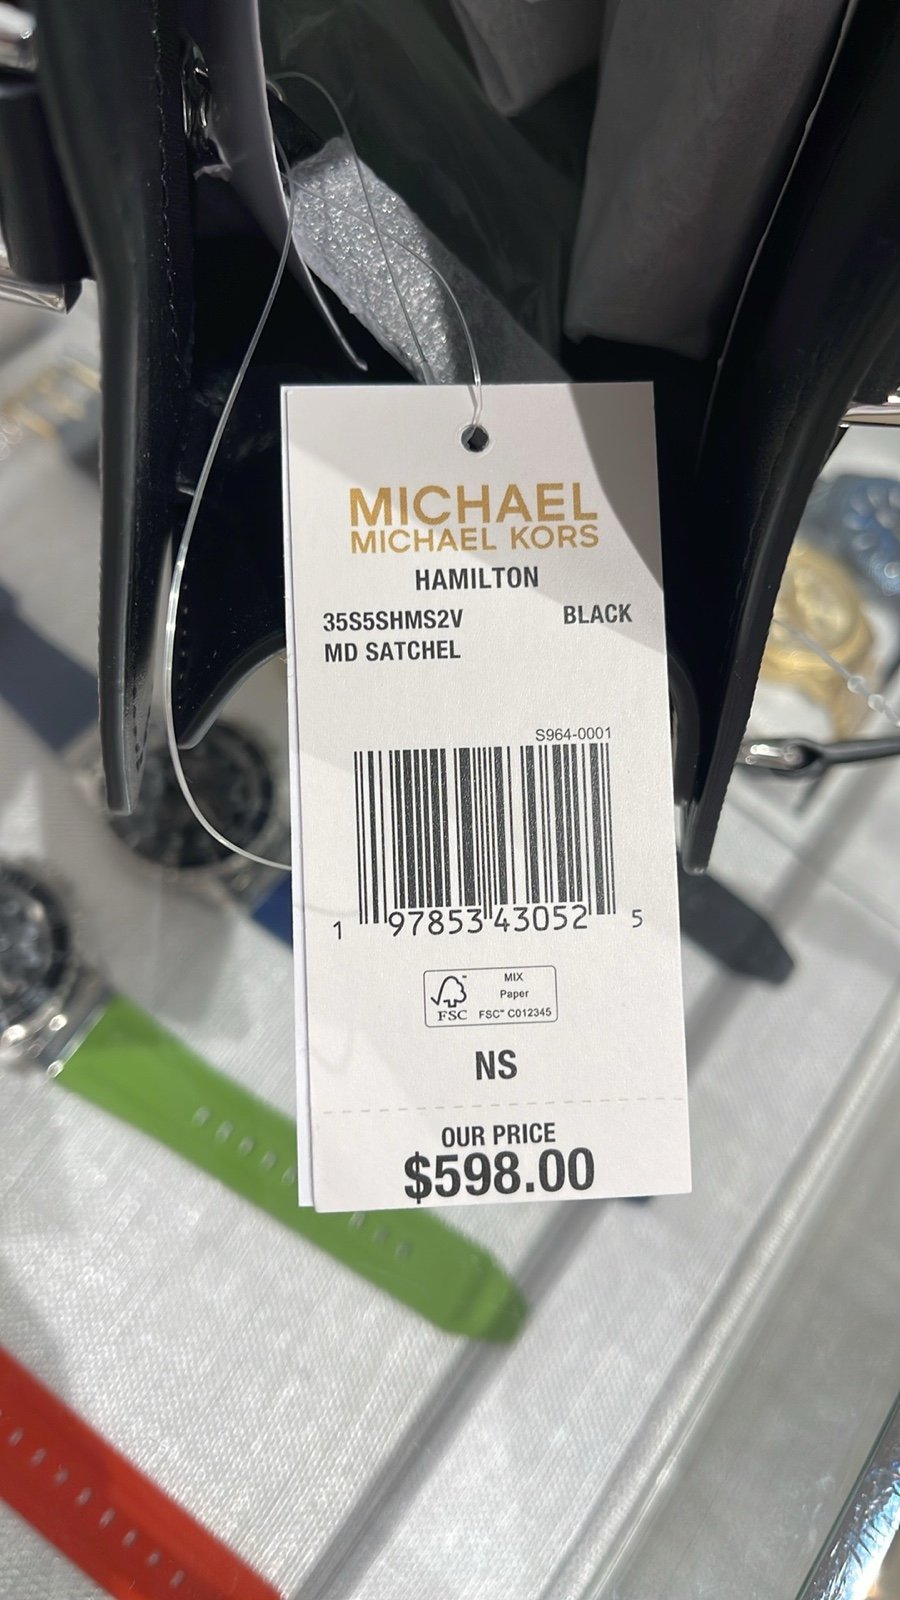 MICHAEL
MICHAEL KORS
HAMILTON
35S5SHMS2V BLACK
MD SATCHEL
S964-0001
1 97853 43052 5
FSC™
MIX
Paper
FSC™ C012345
NS
OUR PRICE
$598.00